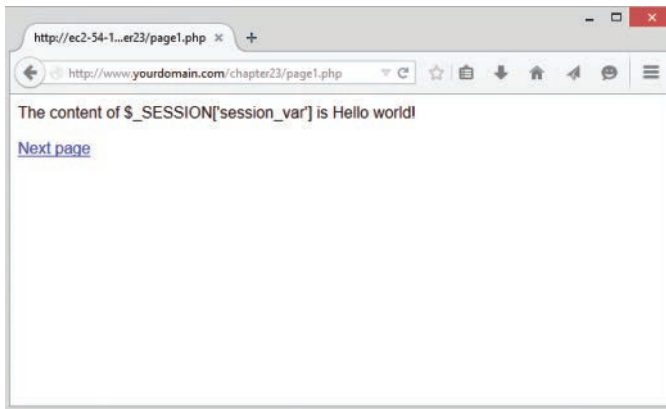 http://ec2-54-1...er23/page1.php
http://www.yourdomain.com/chapter23/page1.php
The content of $_SESSION['session_var'] is Hello world!
Next page